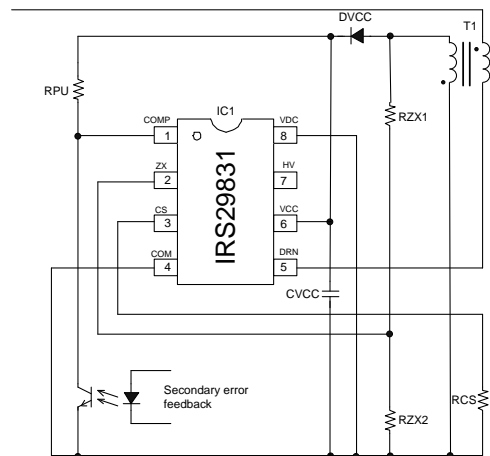 DVCC
T1
RPU
RZX1
IC1
COMP
1
VDC
8
ZX
2
HV
7
CS
3
VCC
6
COM
4
DRN
5
IRS29831
CVCC
Secondary error
feedback
RZX2
RCS